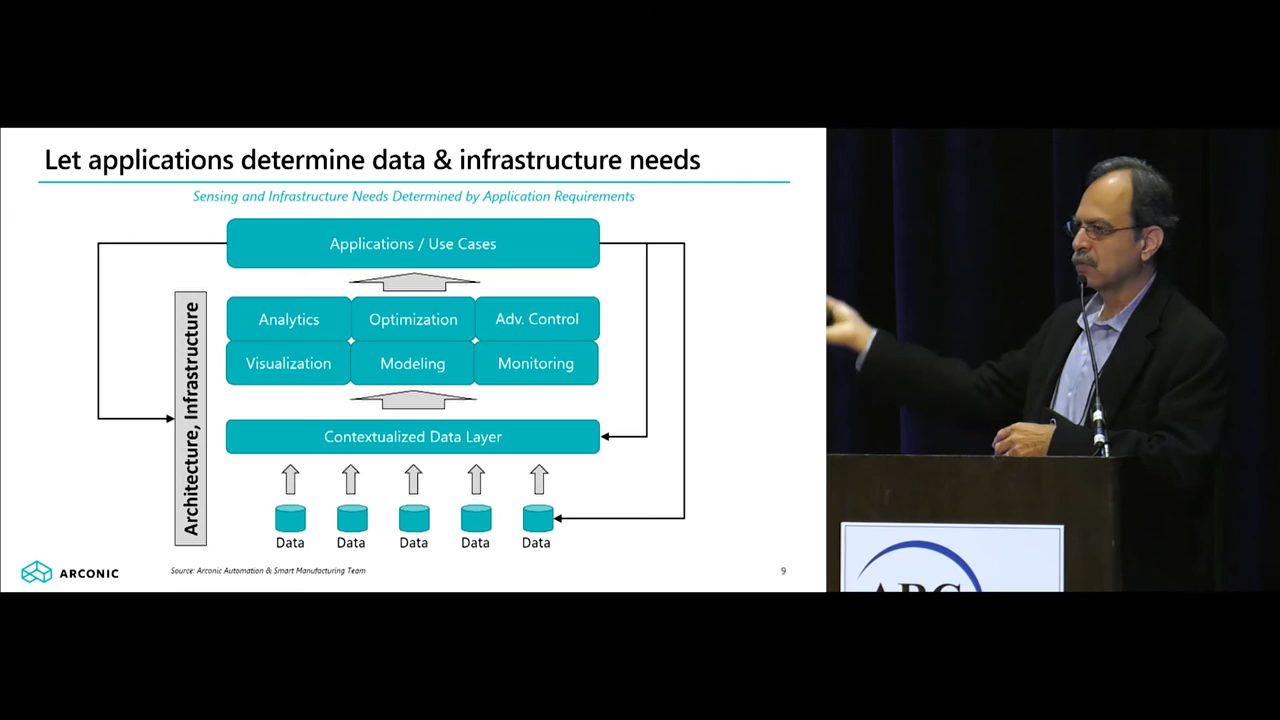 Let applications determine data & infrastructure needs
Sensing and Infrastructure Needs Determined by Application Requirements
Applications / Use Cases
Architecture, Infrastructure
Analytics
Optimization
Adv. Control
Visualization
Modeling
Monitoring
Contextualized Data Layer
Data
Data
Data
Data
Data
ARCONIC
Source: Arconic Automation & Smart Manufacturing Team
9
ARC